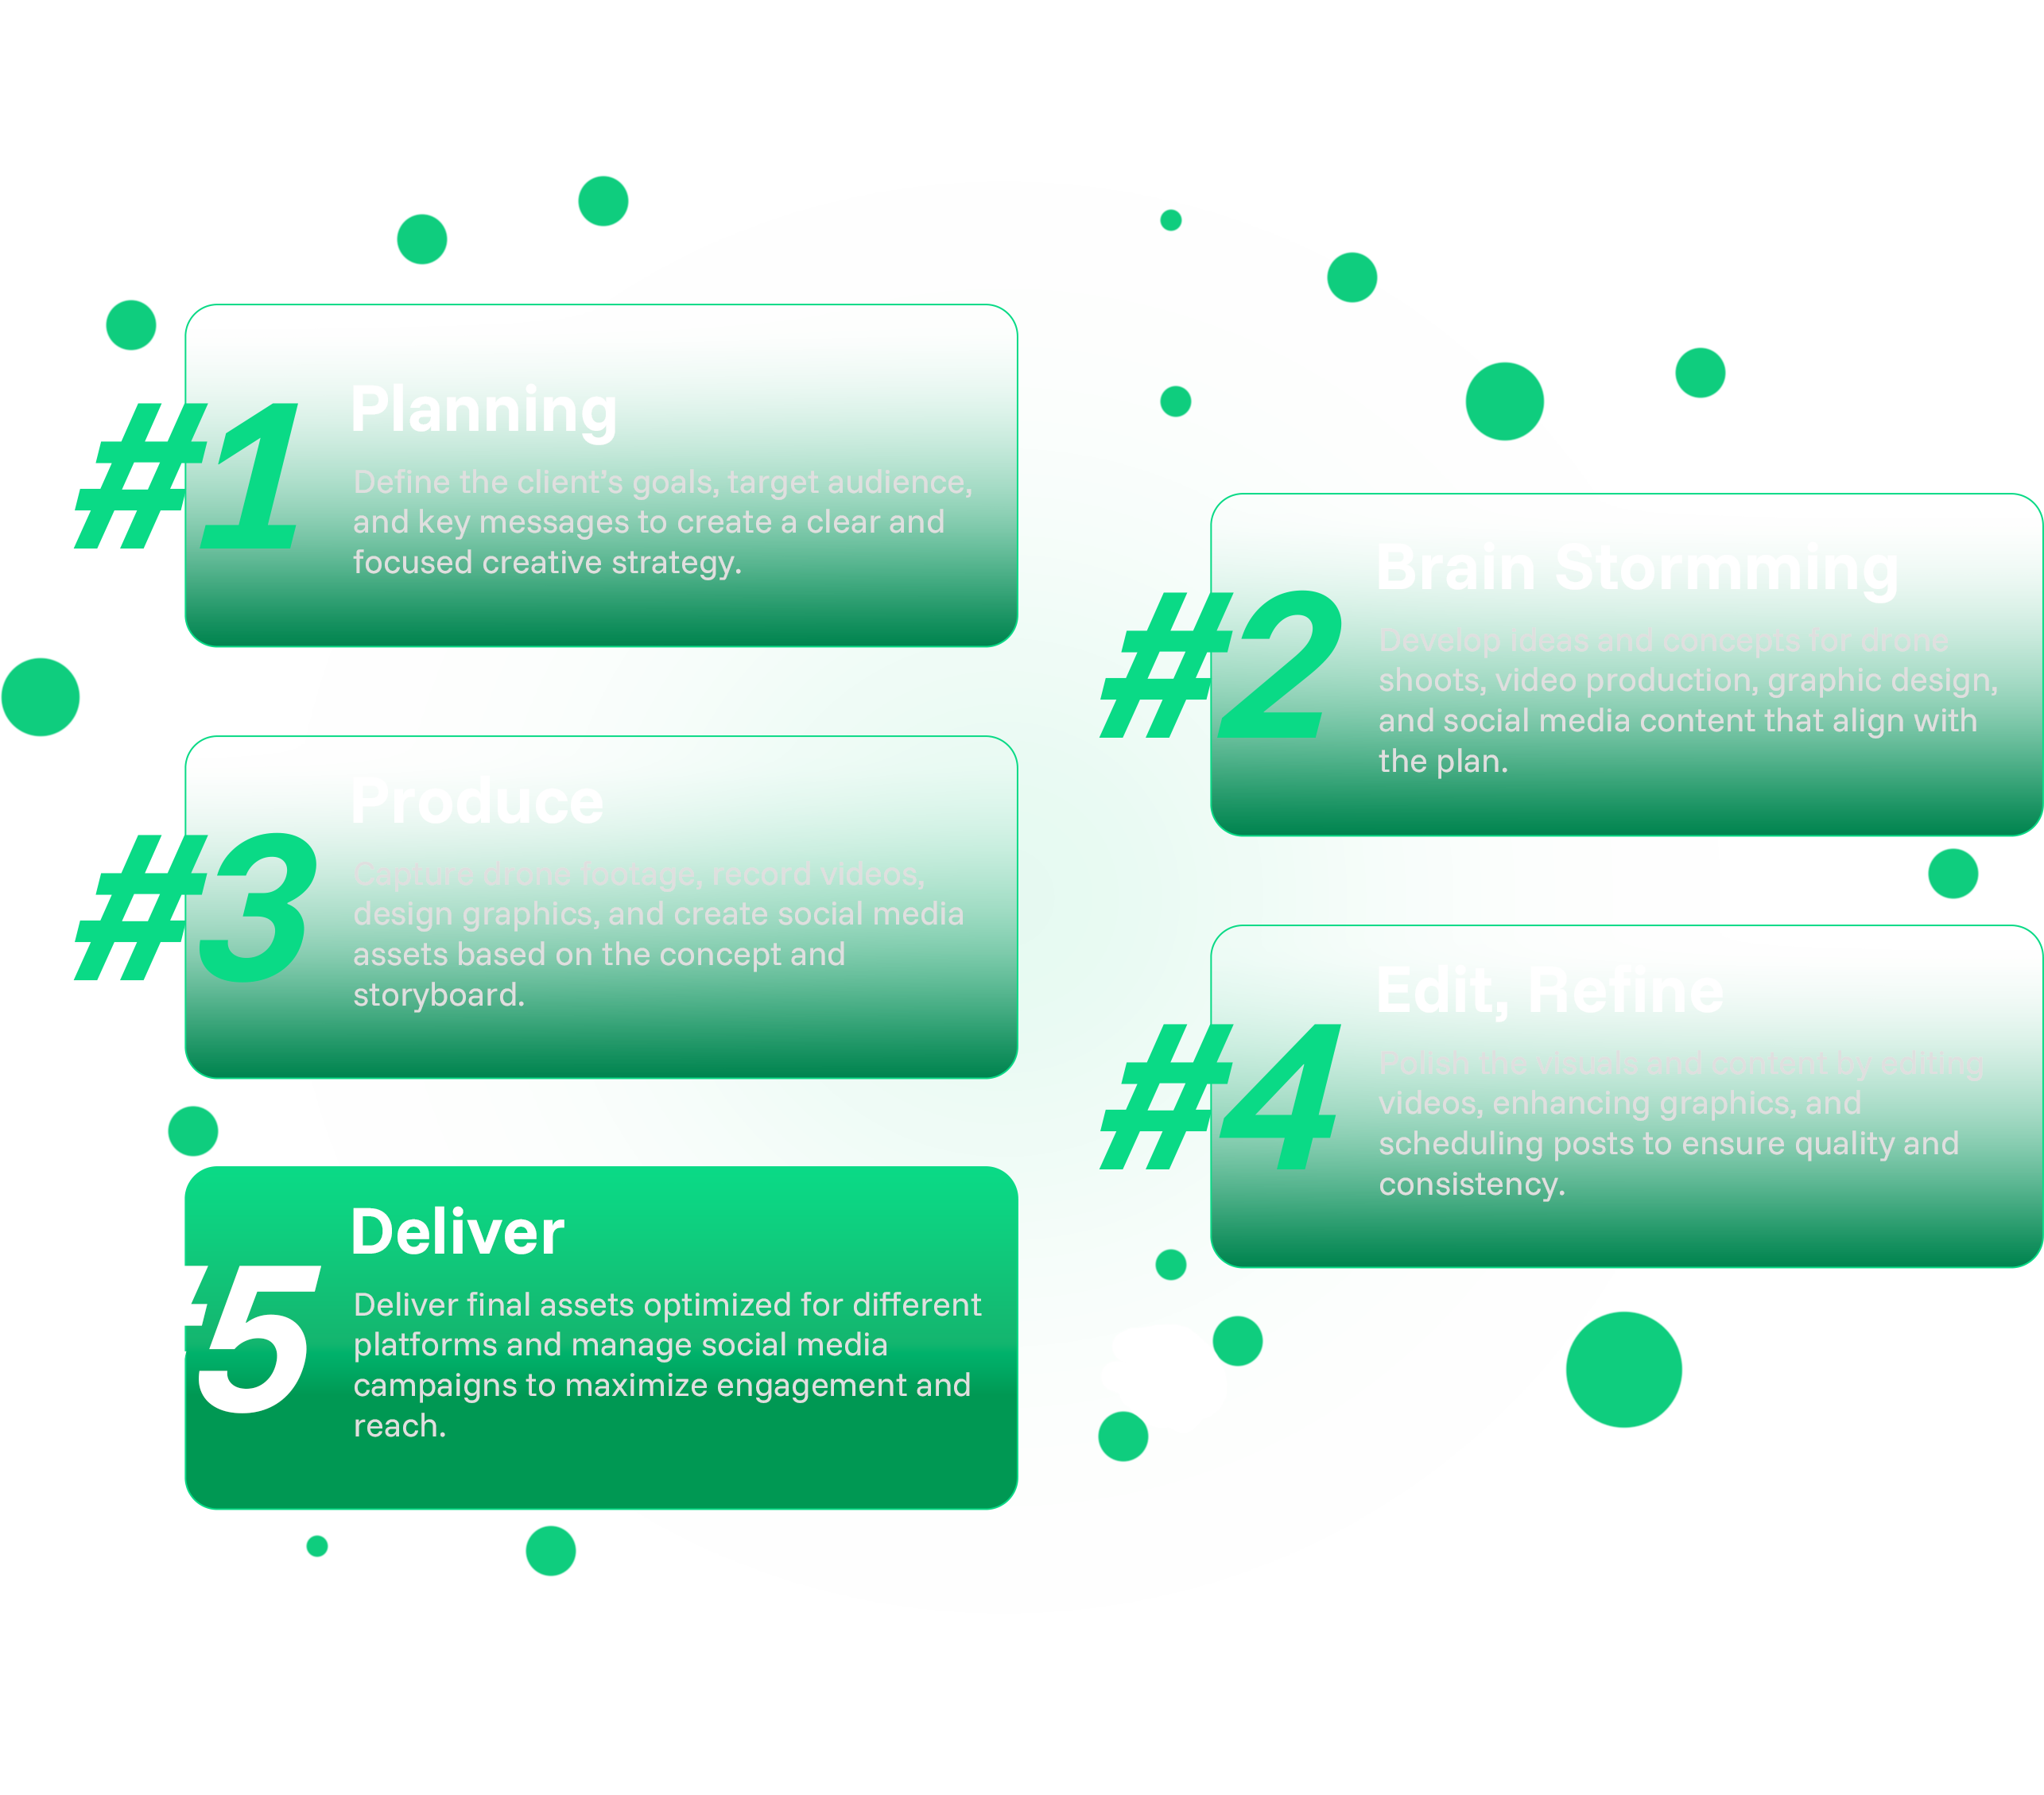 #1
Planning
Define the client’s goals, target audience,
and key messages to create a clear and
focused creative strategy.
#2
Brain Stormming
Develop ideas and concepts for drone
shoots, video production, graphic design,
and social media content that align with
the plan.
#3
Produce
Capture drone footage, record videos,
design graphics, and create social media
assets based on the concept and
storyboard.
#4
Edit, Refine
Polish the visuals and content by editing
videos, enhancing graphics, and
scheduling posts to ensure quality and
consistency.
#5
Deliver
Deliver final assets optimized for different
platforms and manage social media
campaigns to maximize engagement and
reach.